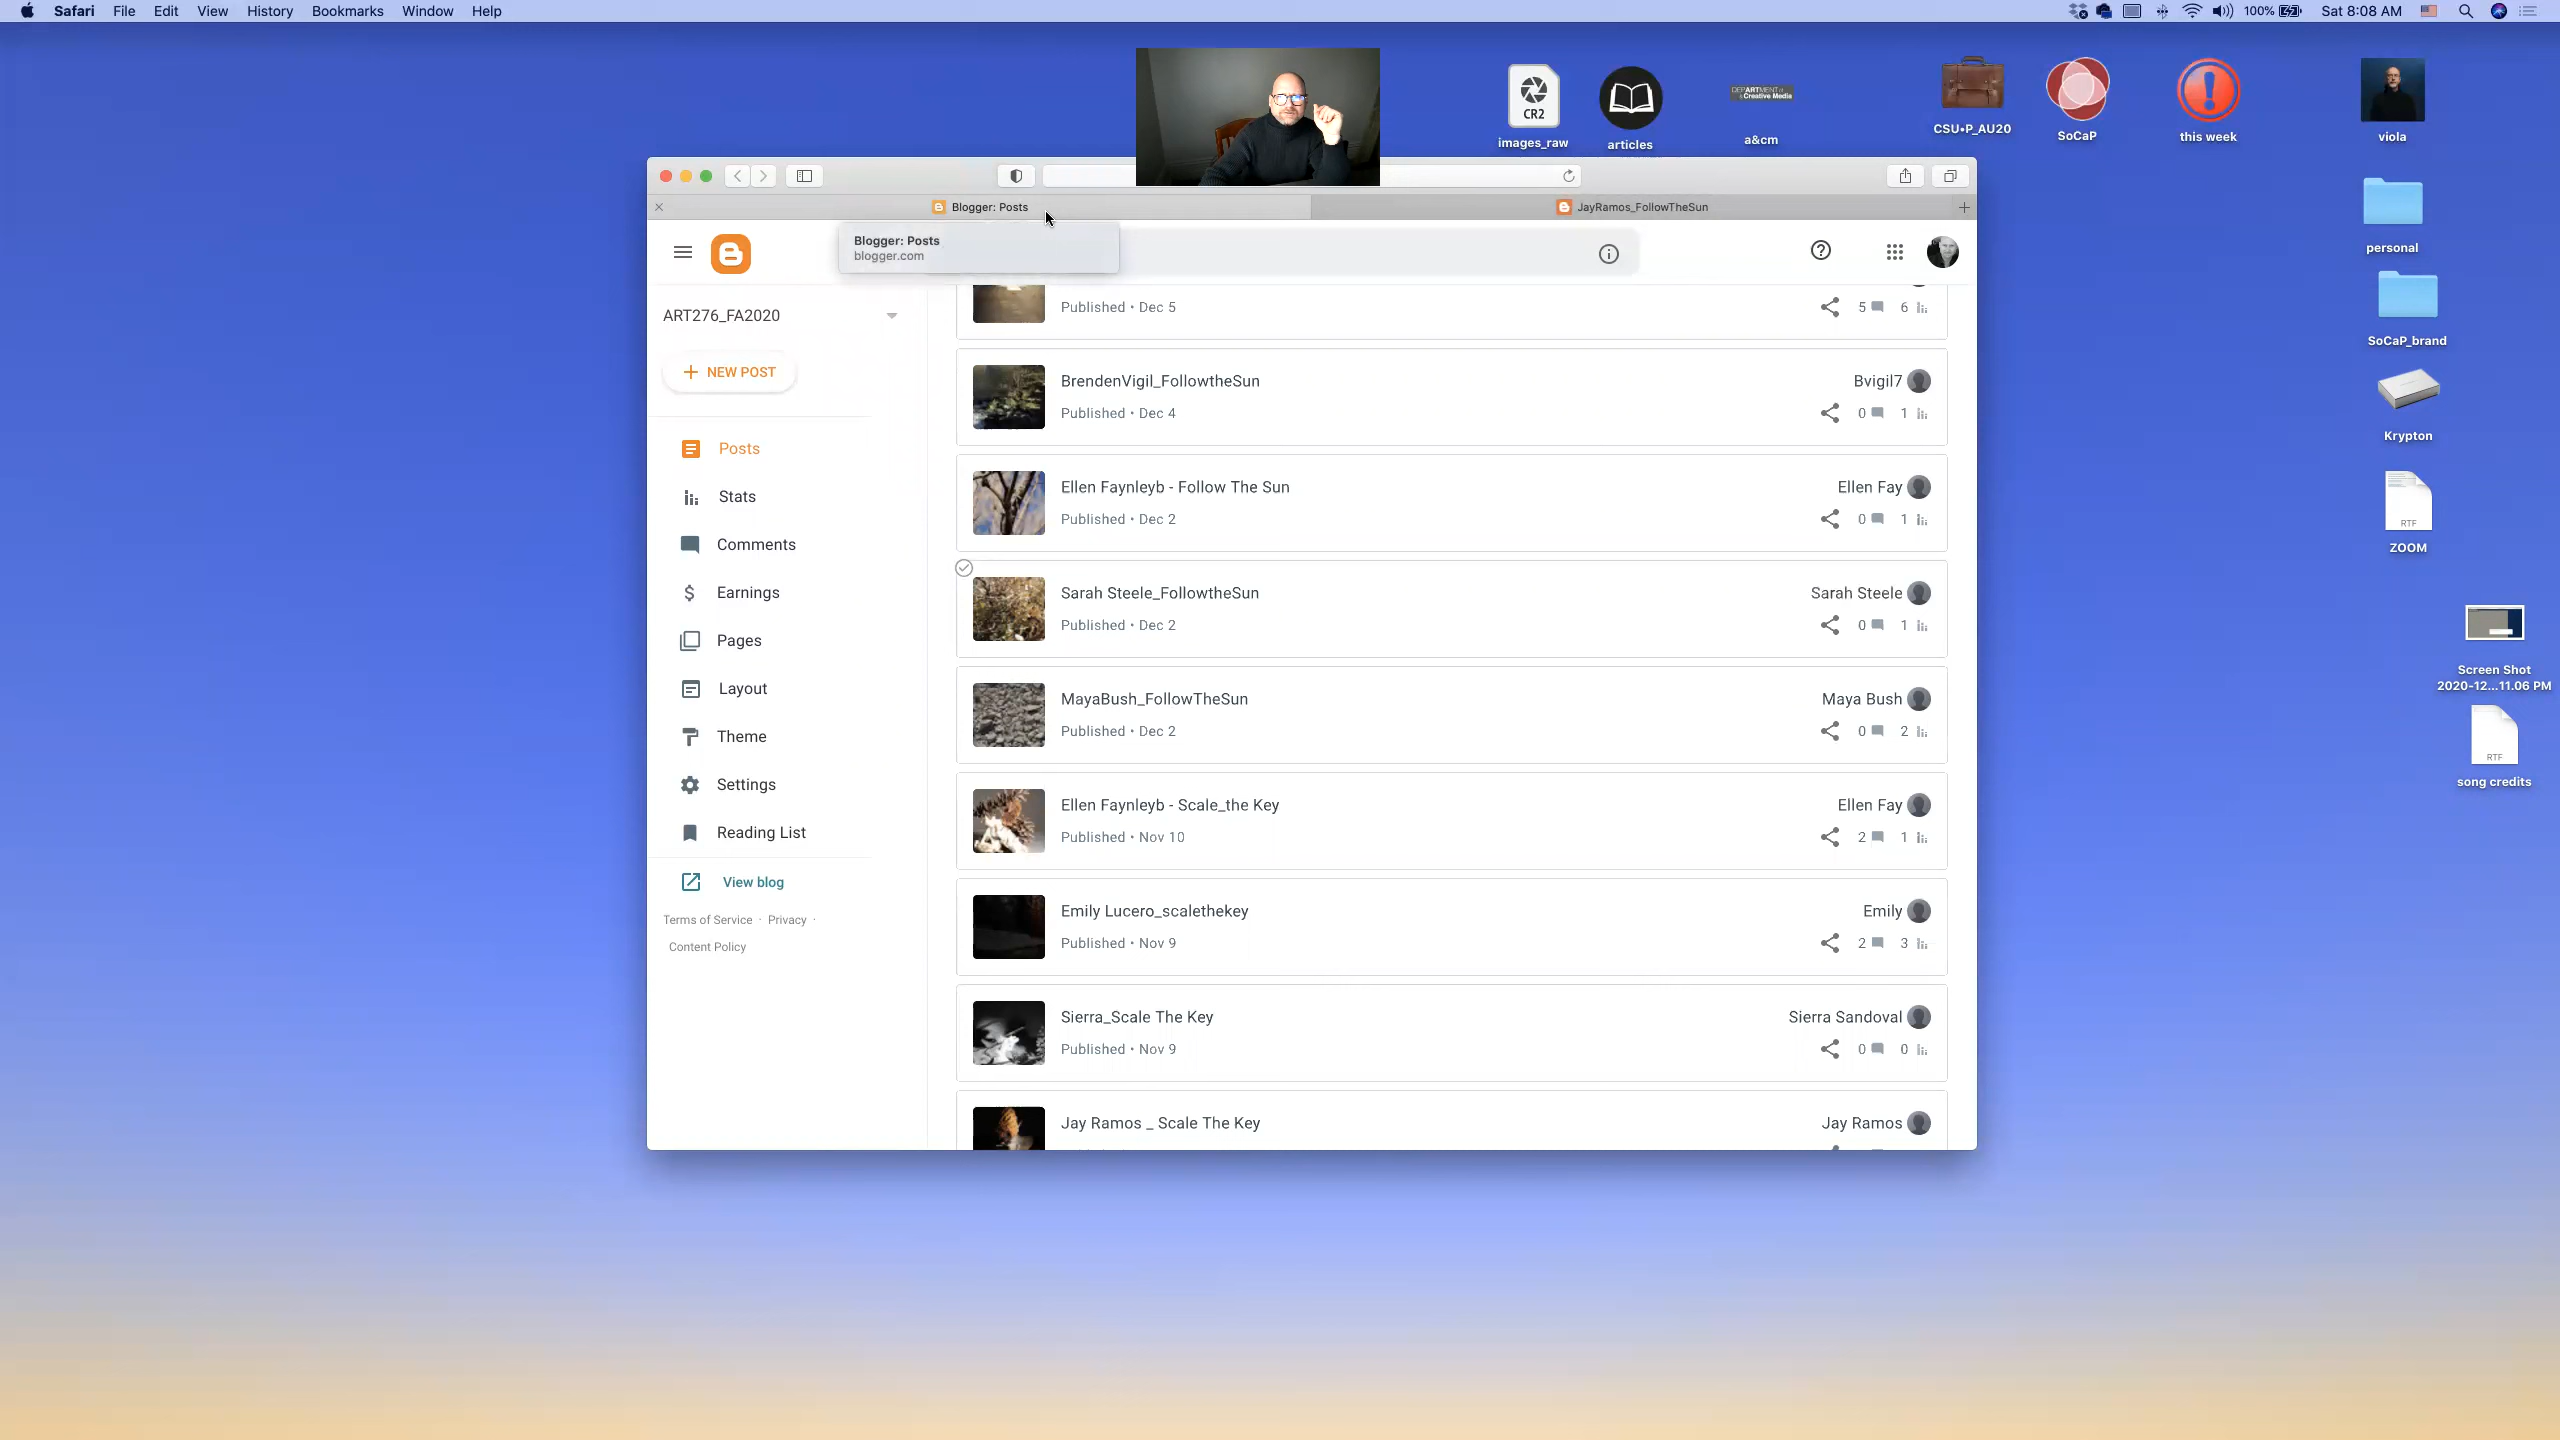 Safari File Edit View History Bookmarks Window Help
100% Sat 8:08 AM
CR2
images_raw
articles
DEPARTMENT of
Creative Media
a&cm
CSU•P_AU20
SoCaP
this week
viola
personal
SoCaP_brand
Krypton
RTF
ZOOM
Screen Shot
2020-12...11.06 PM
RTF
song credits
Blogger: Posts
JayRamos_FollowTheSun
Blogger: Posts
blogger.com
ART276_FA2020
NEW POST
Posts
Stats
Comments
Earnings
Pages
Layout
Theme
Settings
Reading List
View blog
Terms of Service · Privacy ·
Content Policy
Published • Dec 5
5 6
BrendenVigil_FollowtheSun
Bvigil7
Published • Dec 4
0 1
Ellen Faynleyb - Follow The Sun
Ellen Fay
Published • Dec 2
0 1
Sarah Steele_FollowtheSun
Sarah Steele
Published • Dec 2
0 1
MayaBush_FollowTheSun
Maya Bush
Published • Dec 2
0 2
Ellen Faynleyb - Scale_the Key
Ellen Fay
Published • Nov 10
2 1
Emily Lucero_scalethekey
Emily
Published • Nov 9
2 3
Sierra_Scale The Key
Sierra Sandoval
Published • Nov 9
0 0
Jay Ramos _ Scale The Key
Jay Ramos